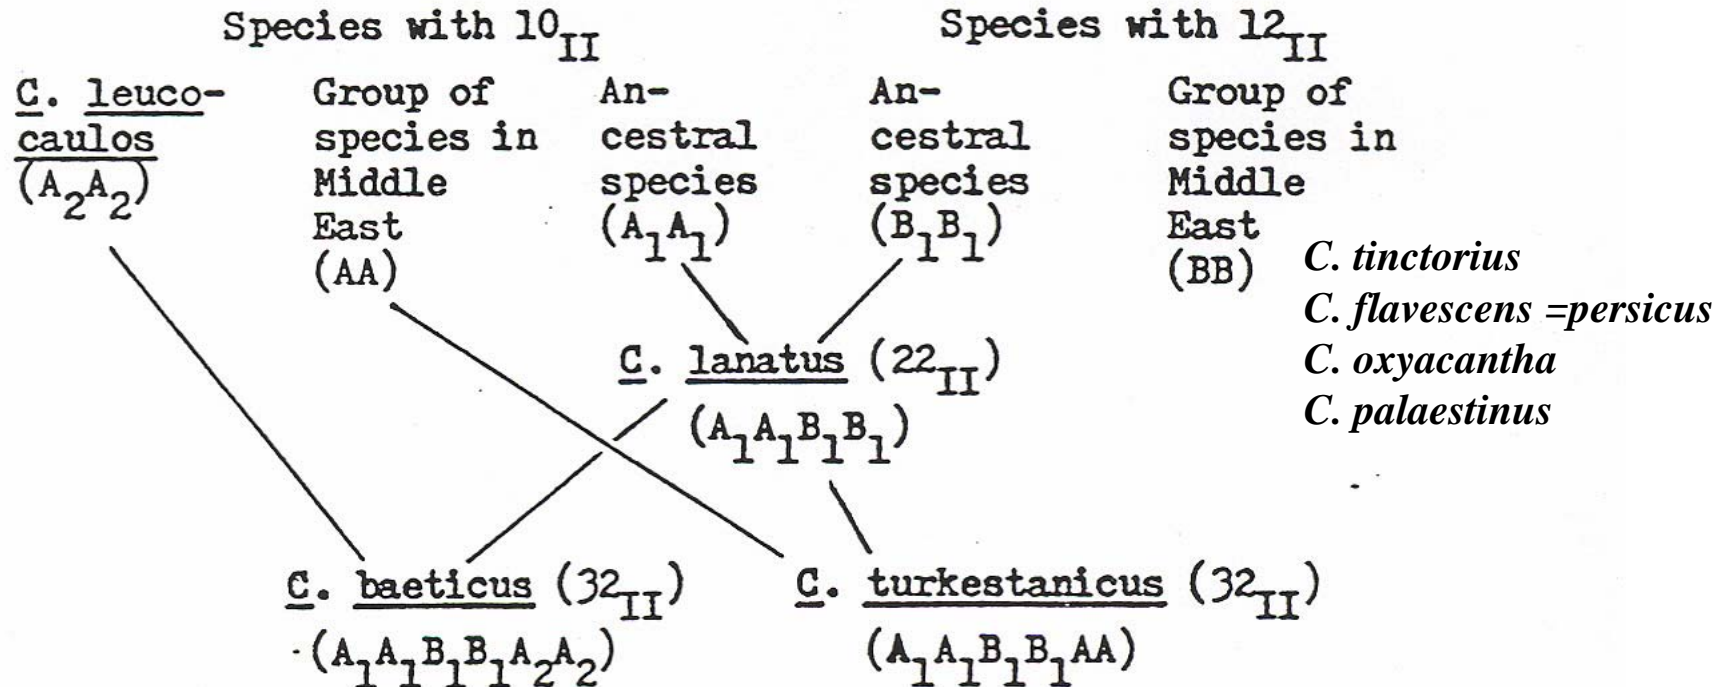 Species with 10II
Species with 12II
C. leuco-
caulos
(A2A2)
Group of
species in
Middle
East
(AA)
An-
cestral
species
(A1A1)
An-
cestral
species
(B1B1)
Group of
species in
Middle
East
(BB)
C. tinctorius
C. flavescens =persicus
C. oxyacantha
C. palaestinus
C. lanatus (22II)
(A1A1B1B1)
C. baeticus (32II)
(A1A1B1B1A2A2)
C. turkestanicus (32II)
(A1A1B1B1AA)